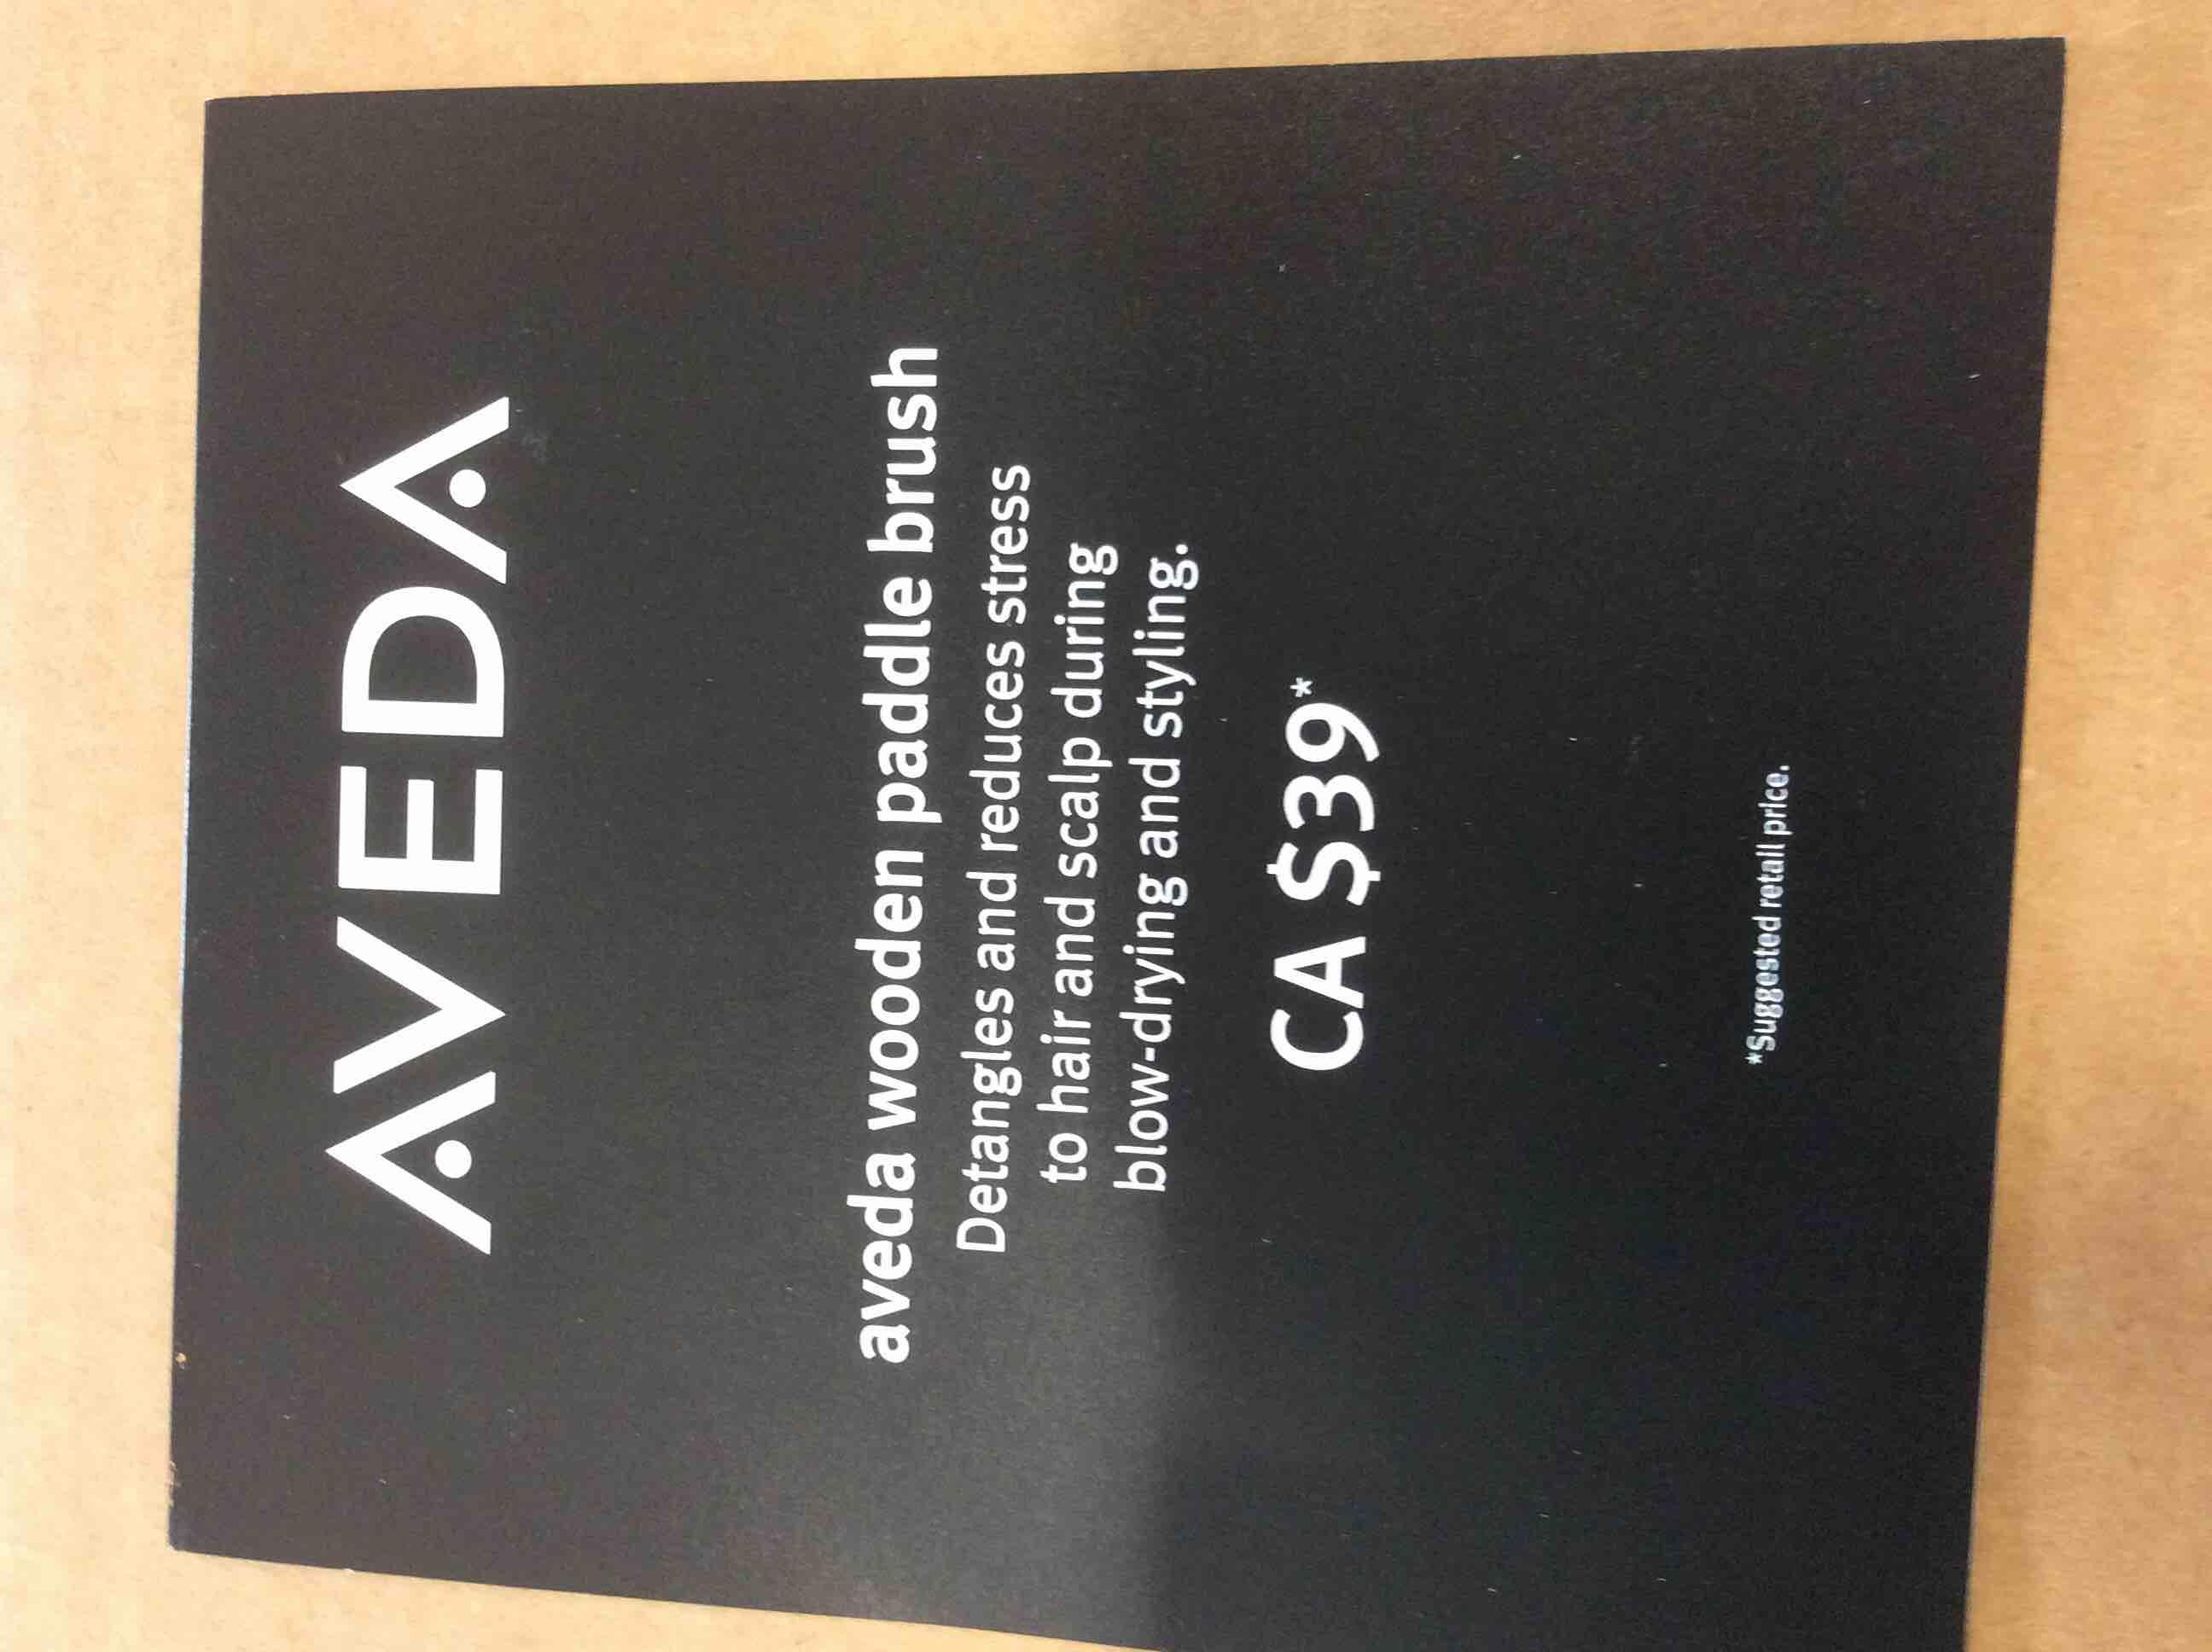 AVEDA
aveda wooden paddle brush
Detangles and reduces stress
to hair and scalp during
blow-drying and styling.
CA $39*
*Suggested retail price.